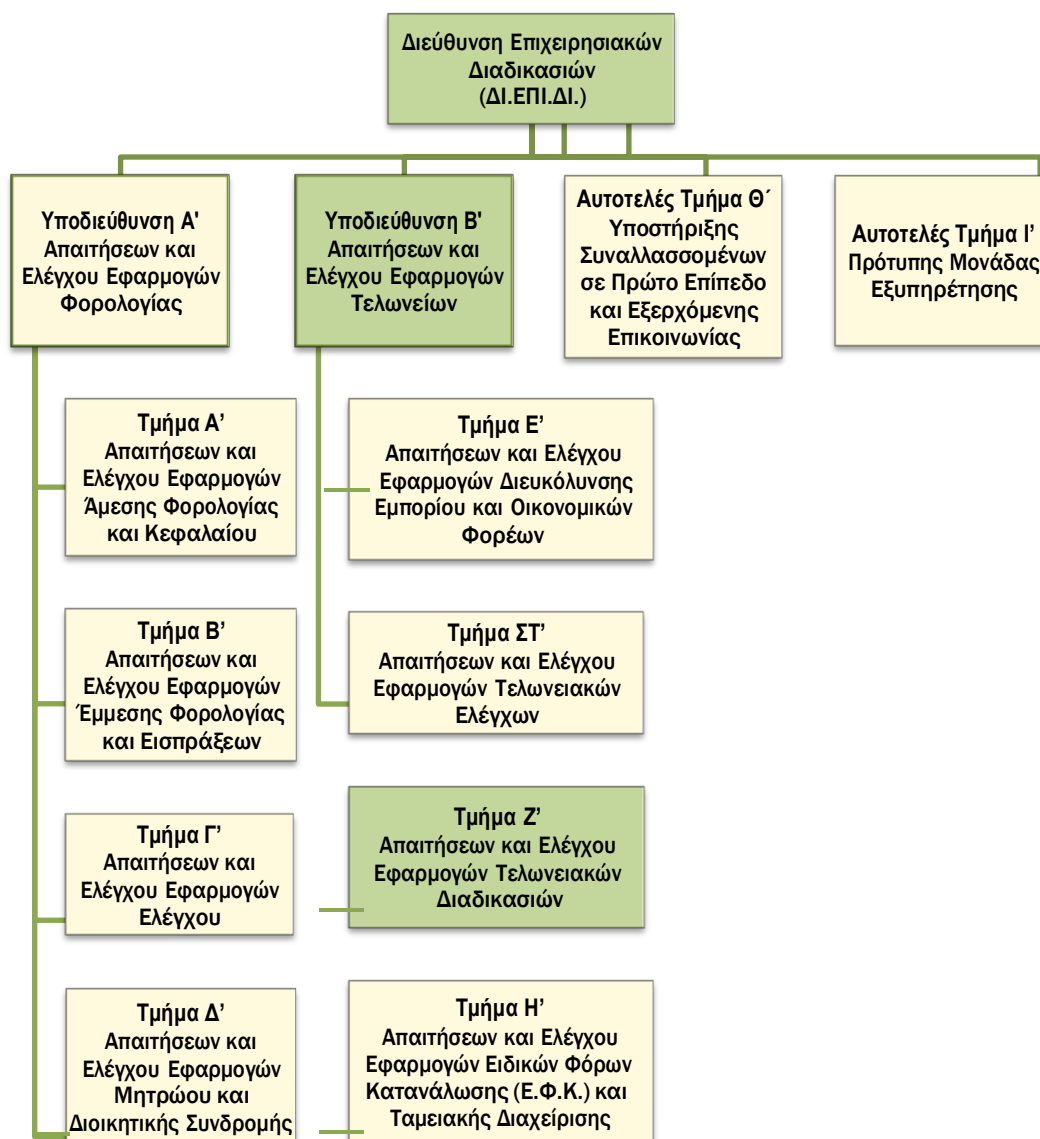 Διεύθυνση Επιχειρησιακών
Διαδικασιών
(ΔΙ.ΕΠΙ.ΔΙ.)
Υποδιεύθυνση Α'
Απαιτήσεων και
Ελέγχου Εφαρμογών
Φορολογίας
Υποδιεύθυνση Β'
Απαιτήσεων και
Ελέγχου Εφαρμογών
Τελωνείων
Αυτοτελές Τμήμα Θ΄
Υποστήριξης
Συναλλασσομένων
σε Πρώτο Επίπεδο
και Εξερχόμενης
Επικοινωνίας
Αυτοτελές Τμήμα Ι’
Πρότυπης Μονάδας
Εξυπηρέτησης
Τμήμα Α’
Απαιτήσεων και
Ελέγχου Εφαρμογών
Άμεσης Φορολογίας
και Κεφαλαίου
Τμήμα Β’
Απαιτήσεων και
Ελέγχου Εφαρμογών
Έμμεσης Φορολογίας
και Εισπράξεων
Τμήμα Γ’
Απαιτήσεων και
Ελέγχου Εφαρμογών
Ελέγχου
Τμήμα Δ’
Απαιτήσεων και
Ελέγχου Εφαρμογών
Μητρώου και
Διοικητικής Συνδρομής
Τμήμα Ε’
Απαιτήσεων και Ελέγχου
Εφαρμογών Διευκόλυνσης
Εμπορίου και Οικονομικών
Φορέων
Τμήμα ΣΤ’
Απαιτήσεων και Ελέγχου
Εφαρμογών Τελωνειακών
Ελέγχων
Τμήμα Ζ’
Απαιτήσεων και Ελέγχου
Εφαρμογών Τελωνειακών
Διαδικασιών
Τμήμα Η’
Απαιτήσεων και Ελέγχου
Εφαρμογών Ειδικών Φόρων
Κατανάλωσης (Ε.Φ.Κ.) και
Ταμειακής Διαχείρισης